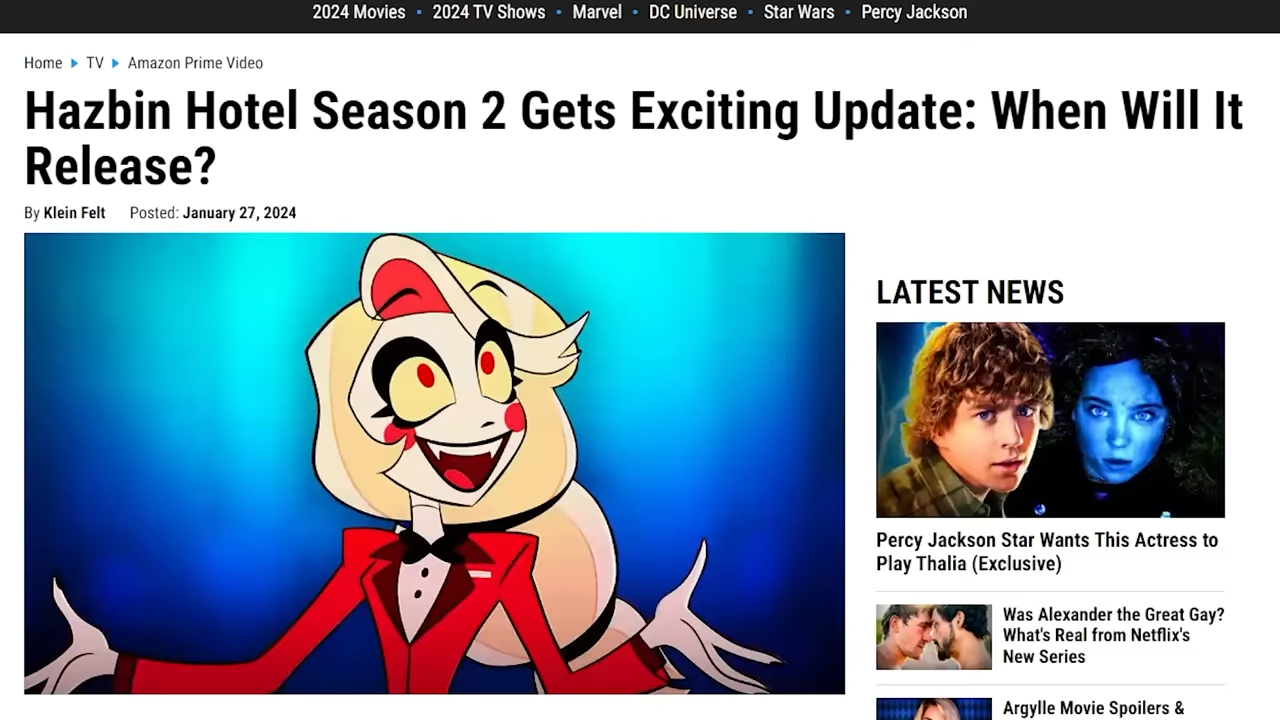 2024 Movies • 2024 TV Shows • Marvel • DC Universe • Star Wars • Percy Jackson
Home ▶ TV ▶ Amazon Prime Video
Hazbin Hotel Season 2 Gets Exciting Update: When Will It
Release?
By Klein Felt Posted: January 27, 2024
LATEST NEWS
Percy Jackson Star Wants This Actress to
Play Thalia (Exclusive)
Was Alexander the Great Gay?
What's Real from Netflix's
New Series
Argylle Movie Spoilers &